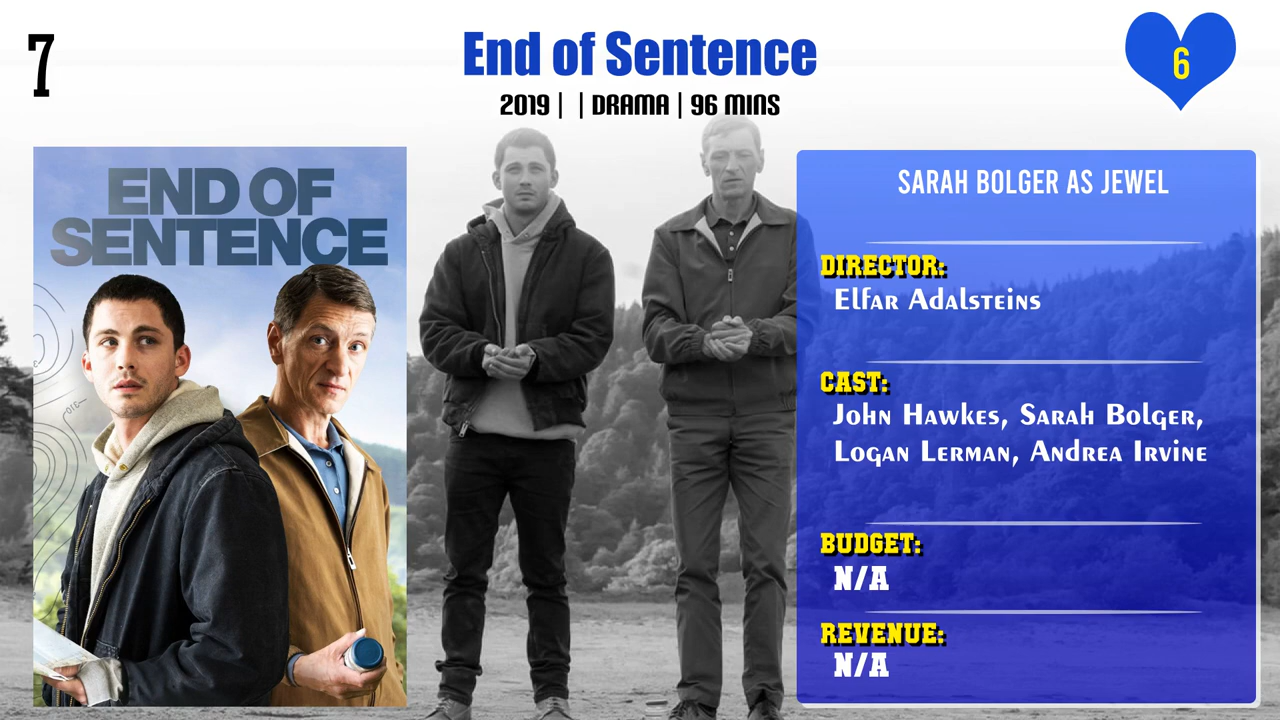 7
End of Sentence
6
2019 | | DRAMA | 96 MINS
END OF
SENTENCE
-310-
SARAH BOLGER AS JEWEL
DIRECTOR:
Elfar Adalsteins
CAST:
John Hawkes, Sarah Bolger,
Logan Lerman, Andrea Irvine
BUDGET:
N/A
REVENUE:
N/A